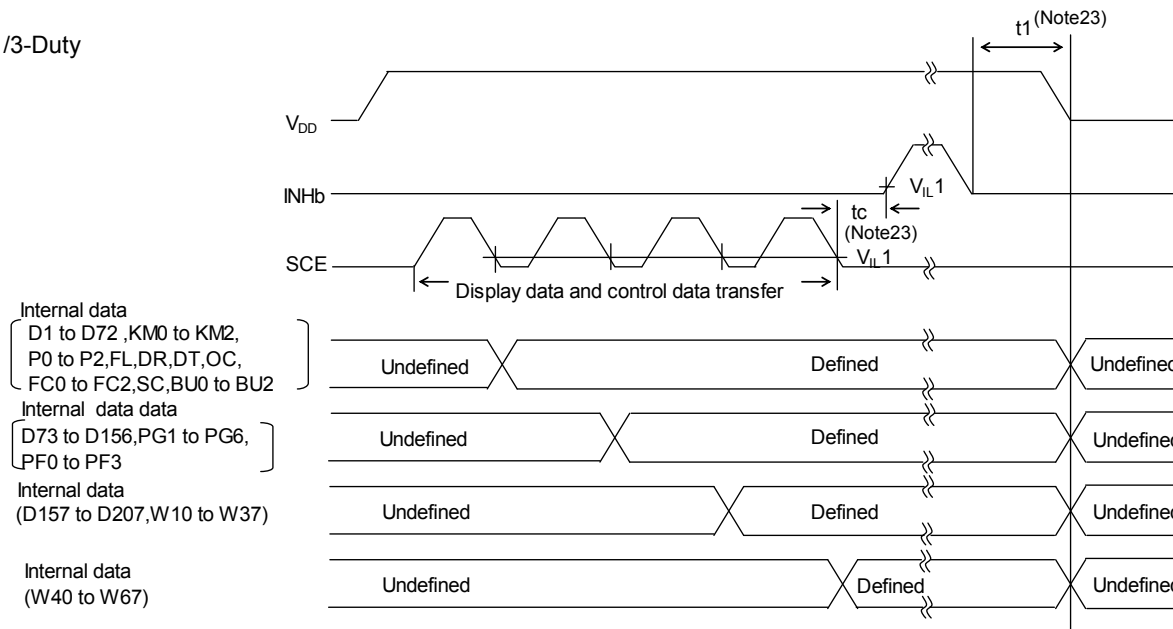 t1(Note23)
/3-Duty
VDD
INHb
VIL1
tc
(Note23)
SCE
VIL1
Display data and control data transfer
Internal data
D1 to D72 ,KM0 to KM2,
P0 to P2,FL,DR,DT,OC,
FC0 to FC2,SC,BU0 to BU2
Undefined
Defined
Undefined
Internal data data
D73 to D156,PG1 to PG6,
PF0 to PF3
Undefined
Defined
Undefined
Internal data
(D157 to D207,W10 to W37)
Undefined
Defined
Undefined
Internal data
(W40 to W67)
Undefined
Defined
Undefined